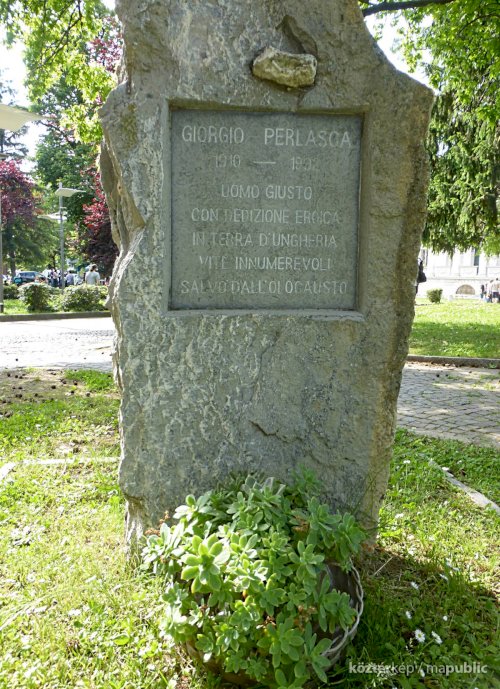 GIORGIO PERLASCA
1910 — 1992
UOMO GIUSTO
CON DEDIZIONE EROICA
IN TERRA D'UNGHERIA
VITE INNUMEREVOLI
SALVÒ DALL'OLOCAUSTO
köztérkép / mapublic